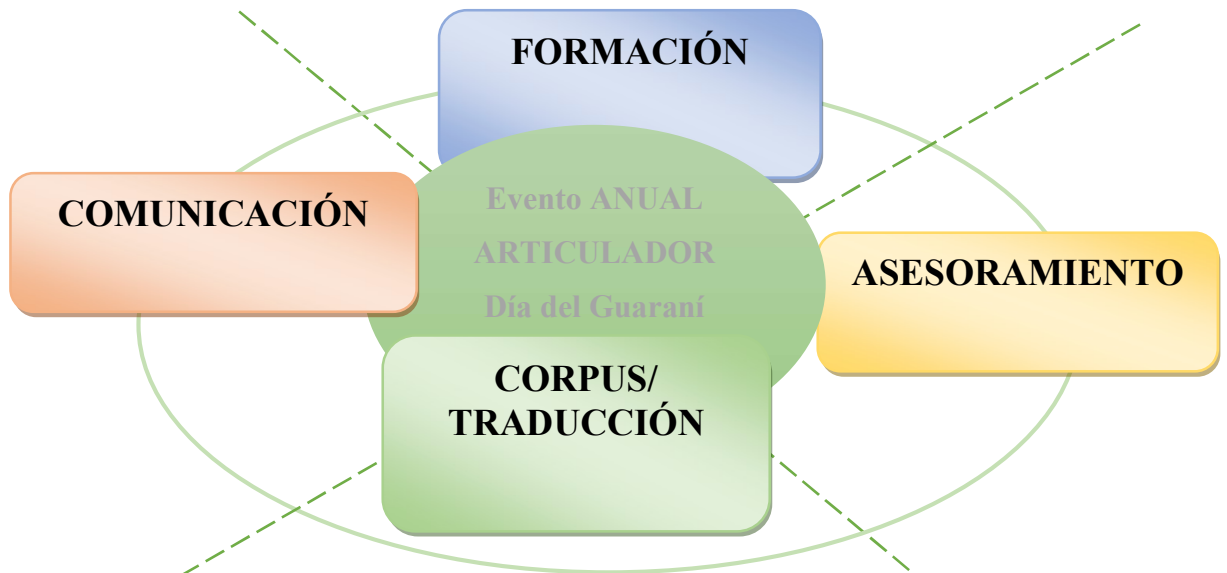 FORMACIÓN
COMUNICACIÓN
Evento ANUAL
ARTICULADOR
Día del Guaraní
ASESORAMIENTO
CORPUS/
TRADUCCIÓN